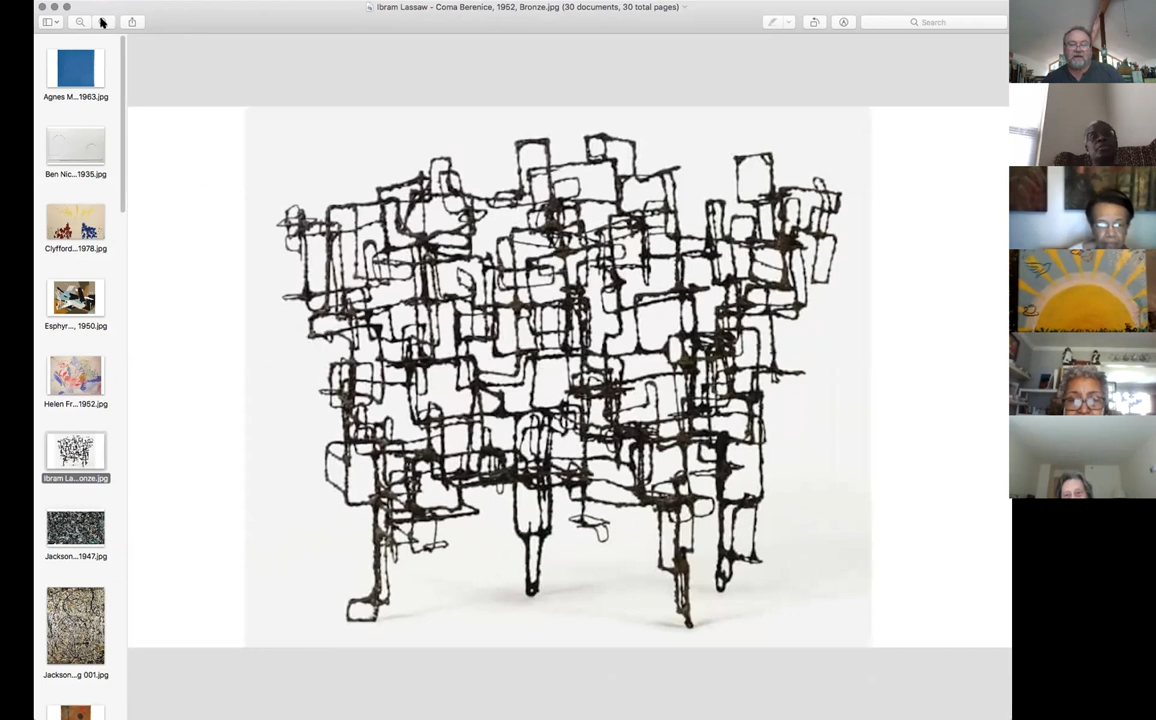 Ibram Lassaw - Coma Berenice, 1952, Bronze.jpg (30 documents, 30 total pages)
Search
Agnes M...1963.jpg
Ben Nic...1935.jpg
Clyfford...1978.jpg
Esphyr..., 1950.jpg
Helen Fr...1952.jpg
Ibram La...onze.jpg
Jackson...1947.jpg
Jackson...g 001.jpg